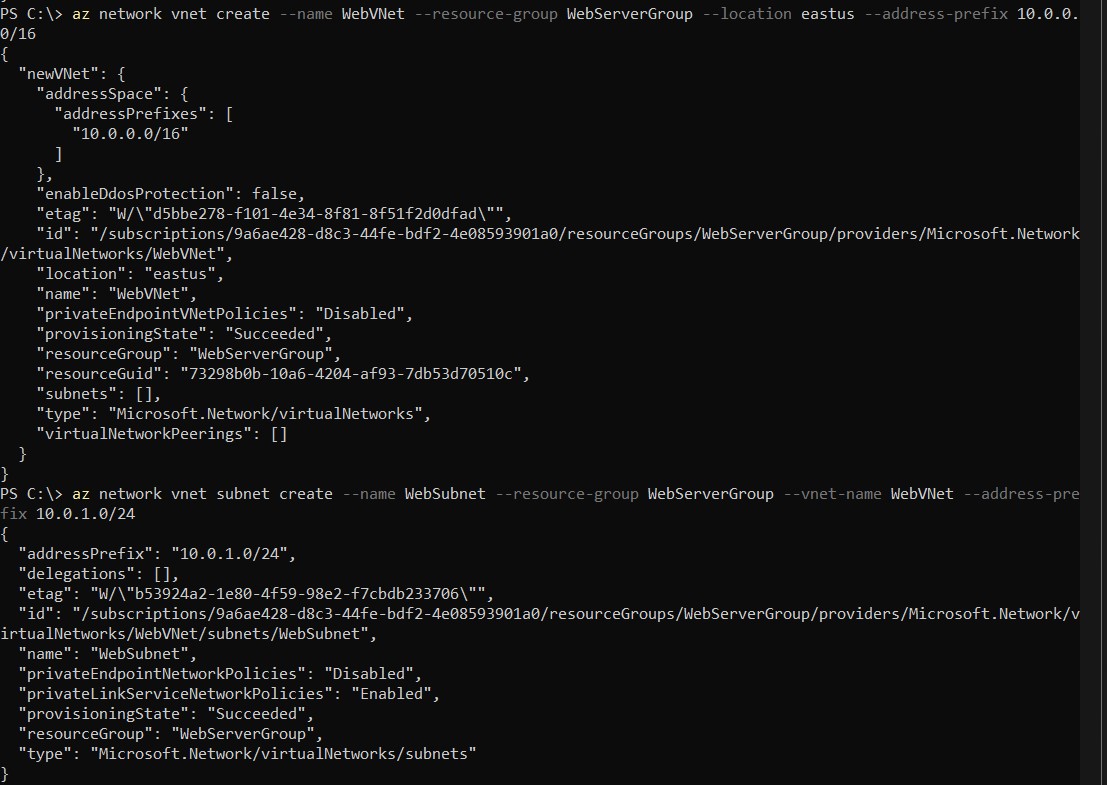 PS C:\> az network vnet create --name WebVNet --resource-group WebServerGroup --location eastus --address-prefix 10.0.0.
0/16
{
  "newVNet": {
    "addressSpace": {
      "addressPrefixes": [
        "10.0.0.0/16"
      ]
    },
    "enableDdosProtection": false,
    "etag": "W/\"d5bbe278-f101-4e34-8f81-8f51f2d0dfad\"",
    "id": "/subscriptions/9a6ae428-d8c3-44fe-bdf2-4e08593901a0/resourceGroups/WebServerGroup/providers/Microsoft.Network
/virtualNetworks/WebVNet",
    "location": "eastus",
    "name": "WebVNet",
    "privateEndpointVNetPolicies": "Disabled",
    "provisioningState": "Succeeded",
    "resourceGroup": "WebServerGroup",
    "resourceGuid": "73298b0b-10a6-4204-af93-7db53d70510c",
    "subnets": [],
    "type": "Microsoft.Network/virtualNetworks",
    "virtualNetworkPeerings": []
  }
}
PS C:\> az network vnet subnet create --name WebSubnet --resource-group WebServerGroup --vnet-name WebVNet --address-pre
fix 10.0.1.0/24
{
  "addressPrefix": "10.0.1.0/24",
  "delegations": [],
  "etag": "W/\"b53924a2-1e80-4f59-98e2-f7cbdb233706\"",
  "id": "/subscriptions/9a6ae428-d8c3-44fe-bdf2-4e08593901a0/resourceGroups/WebServerGroup/providers/Microsoft.Network/v
irtualNetworks/WebVNet/subnets/WebSubnet",
  "name": "WebSubnet",
  "privateEndpointNetworkPolicies": "Disabled",
  "privateLinkServiceNetworkPolicies": "Enabled",
  "provisioningState": "Succeeded",
  "resourceGroup": "WebServerGroup",
  "type": "Microsoft.Network/virtualNetworks/subnets"
}